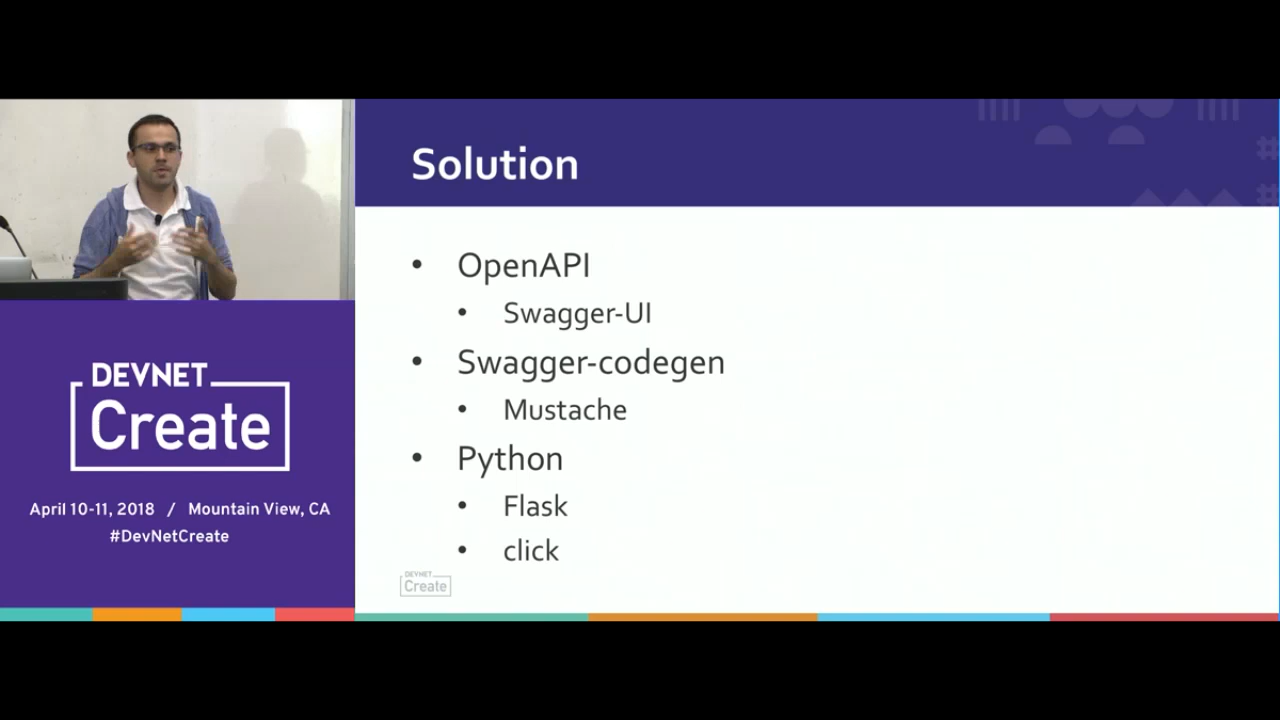 Solution
• OpenAPI
• Swagger-UI
• Swagger-codegen
• Mustache
• Python
• Flask
• click
DEVNET
Create
DEVNET
Create
April 10-11, 2018 / Mountain View, CA
#DevNetCreate